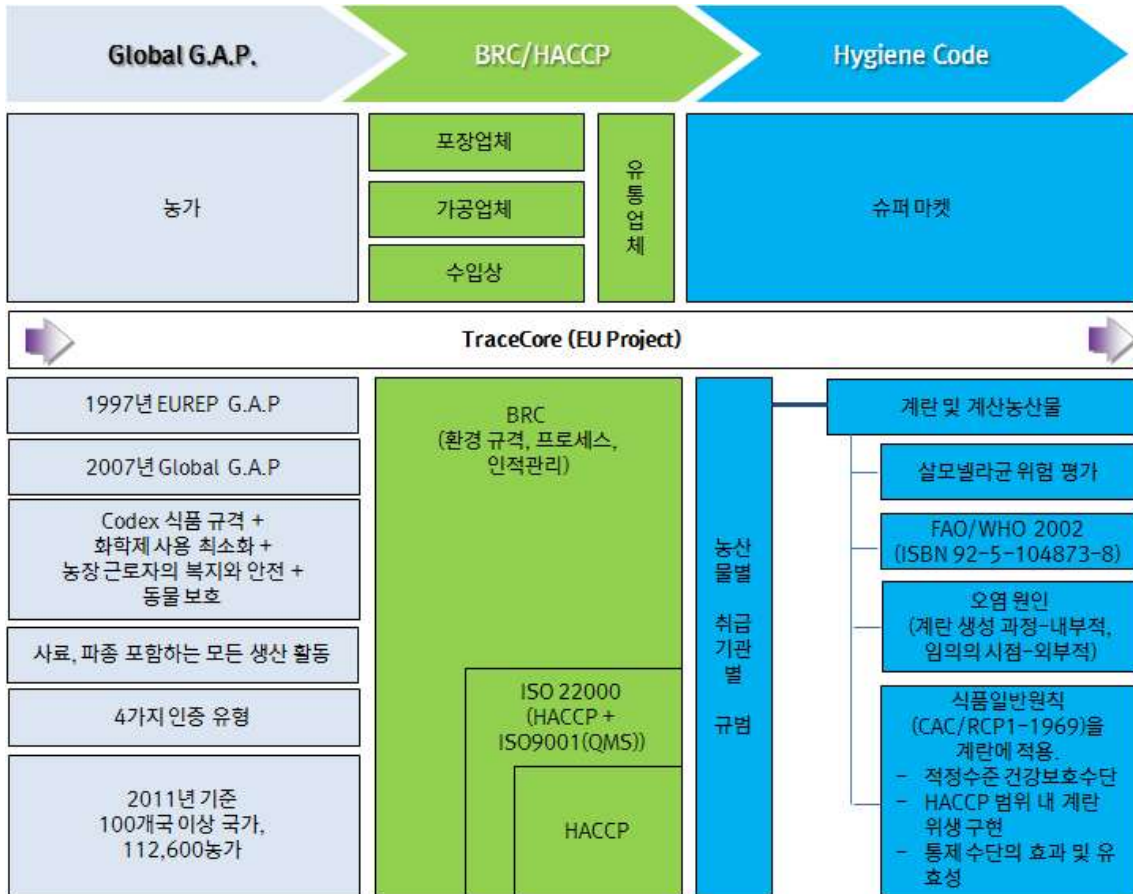 Global G.A.P.
BRC/HACCP
Hygiene Code
농가
포장업체
가공업체
수입상
유
통
업
체
슈퍼 마켓
TraceCore (EU Project)
1997년 EUREP G.A.P
2007년 Global G.A.P
Codex 식품 규격 +
화학제 사용 최소화 +
농장 근로자의 복지와 안전 +
동물 보호
사료, 파종 포함하는 모든 생산 활동
4가지 인증 유형
2011년 기준
100개국 이상 국가,
112,600농가
BRC
(환경 규격, 프로세스,
인적관리)
ISO 22000
(HACCP +
ISO9001(QMS))
HACCP
농산
물별
취급
기관
별
규범
계란 및 계산농산물
살모넬라균 위험 평가
FAO/WHO 2002
(ISBN 92-5-104873-8)
오염 원인
(계란 생성 과정-내부적,
임의의 시점-외부적)
식품일반원칙
(CAC/RCP1-1969)을
계란에 적용.
- 적정수준 건강보호수단
- HACCP 범위 내 계란
위생 구현
- 통제 수단의 효과 및 유
효성